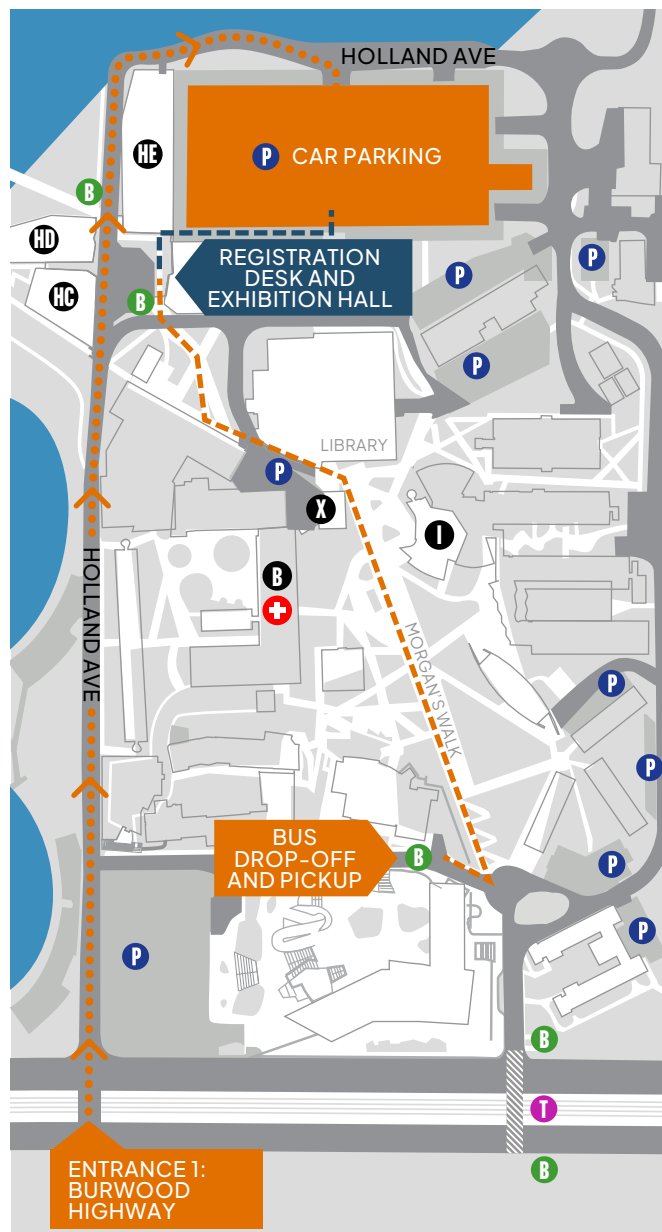 HOLLAND AVE
HE
P CAR PARKING
B
HD
REGISTRATION
DESK AND
EXHIBITION HALL
P
P
HC
B
P
LIBRARY
P
X
I
B
HOLLAND AVE
MORGAN'S WALK
P
P
BUS
DROP-OFF
AND PICKUP
B
P
P
P
B
T
B
ENTRANCE 1:
BURWOOD
HIGHWAY